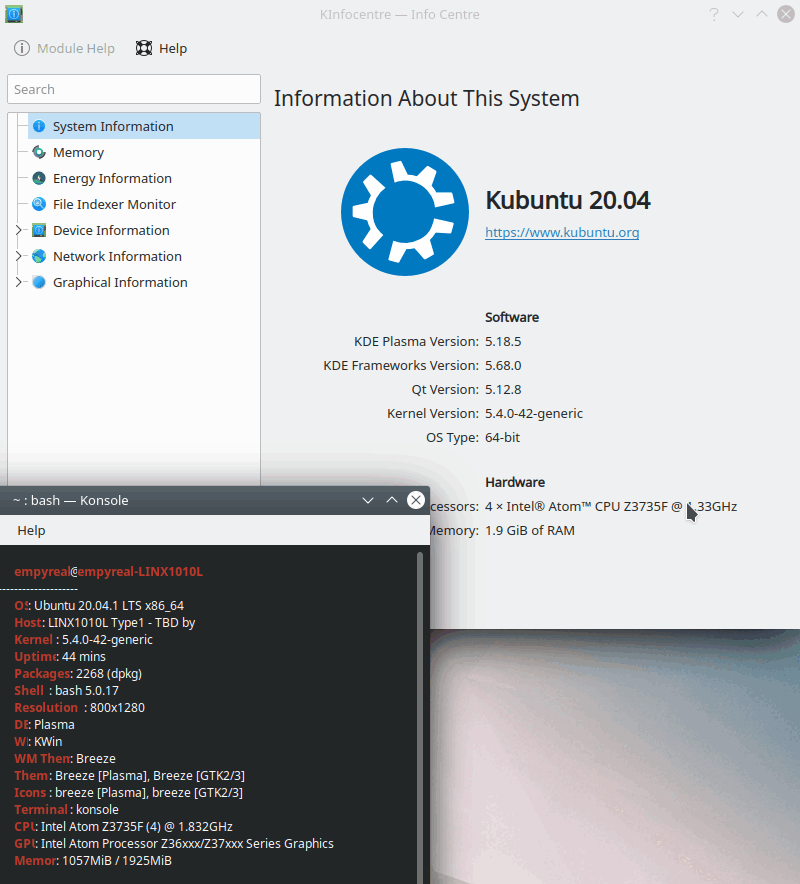 KInfocentre — Info Centre
Module Help Help
Search
System Information
Memory
Energy Information
File Indexer Monitor
Device Information
Network Information
Graphical Information
Information About This System
Kubuntu 20.04
https://www.kubuntu.org
Software
KDE Plasma Version: 5.18.5
KDE Frameworks Version: 5.68.0
Qt Version: 5.12.8
Kernel Version: 5.4.0-42-generic
OS Type: 64-bit
Hardware
cessors: 4 × Intel® Atom™ CPU Z3735F @ .33GHz
Memory: 1.9 GiB of RAM
~ : bash — Konsole
Help
empyreal@empyreal-LINX1010L
--------------------
OS: Ubuntu 20.04.1 LTS x86_64
Host: LINX1010L Type1 - TBD by
Kernel : 5.4.0-42-generic
Uptime: 44 mins
Packages: 2268 (dpkg)
Shell : bash 5.0.17
Resolution : 800x1280
DE: Plasma
W: KWin
WM Them: Breeze
Them: Breeze [Plasma], Breeze [GTK2/3]
Icons : breeze [Plasma], breeze [GTK2/3]
Terminal : konsole
CPU: Intel Atom Z3735F (4) @ 1.832GHz
GPU: Intel Atom Processor Z36xxx/Z37xxx Series Graphics
Memor: 1057MiB / 1925MiB